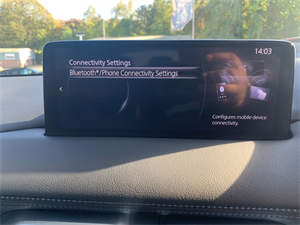 14:03
Connectivity Settings
Bluetooth®/Phone Connectivity Settings
Configures mobile device
connectivity.